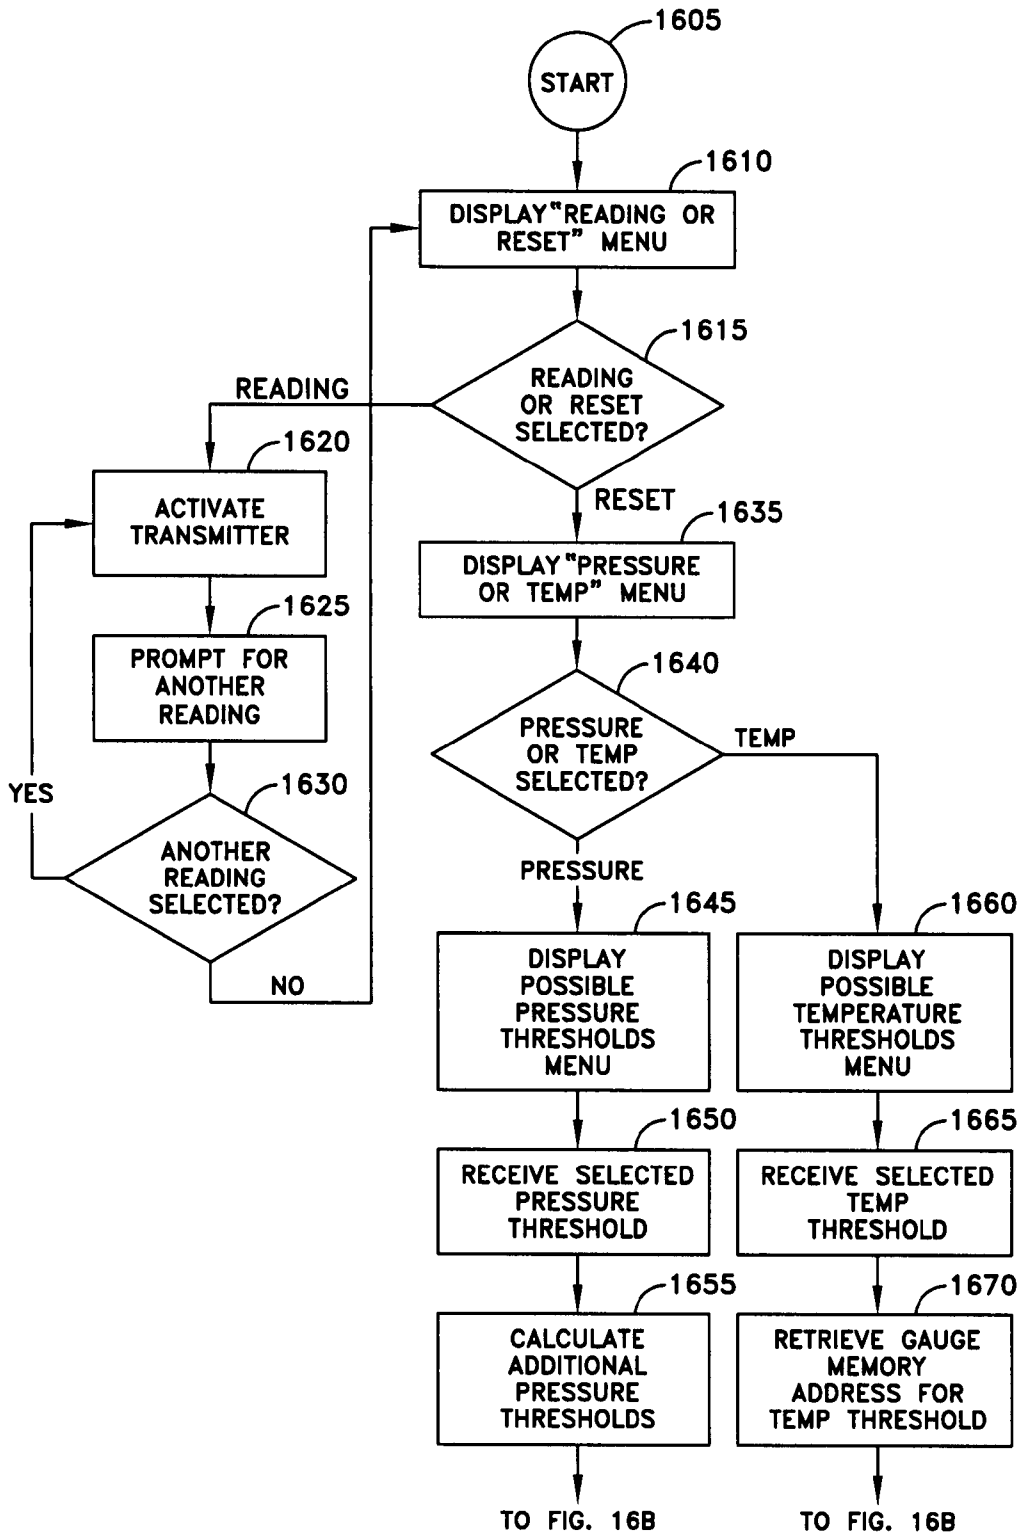 1605
START
1610
DISPLAY "READING OR
RESET" MENU
1615
READING
OR RESET
SELECTED?
READING
1620
ACTIVATE
TRANSMITTER
RESET
1635
DISPLAY "PRESSURE
OR TEMP" MENU
1625
PROMPT FOR
ANOTHER
READING
1640
PRESSURE
OR TEMP
SELECTED?
TEMP
YES
1630
ANOTHER
READING
SELECTED?
NO
PRESSURE
1645
DISPLAY
POSSIBLE
PRESSURE
THRESHOLDS
MENU
1660
DISPLAY
POSSIBLE
TEMPERATURE
THRESHOLDS
MENU
1650
RECEIVE SELECTED
PRESSURE
THRESHOLD
1665
RECEIVE SELECTED
TEMP
THRESHOLD
1655
CALCULATE
ADDITIONAL
PRESSURE
THRESHOLDS
1670
RETRIEVE GAUGE
MEMORY
ADDRESS FOR
TEMP THRESHOLD
TO FIG. 16B
TO FIG. 16B